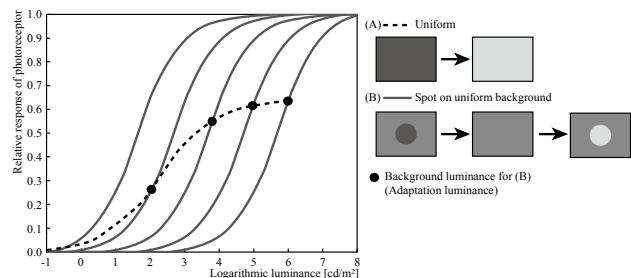 Relative response of photoreceptor
1.0
0.9
0.8
0.7
0.6
0.5
0.4
0.3
0.2
0.1
0.0
-1 0 1 2 3 4 5 6 7 8
Logarithmic luminance [cd/m²]
(A) Uniform
(B) Spot on uniform background
Background luminance for (B)
(Adaptation luminance)